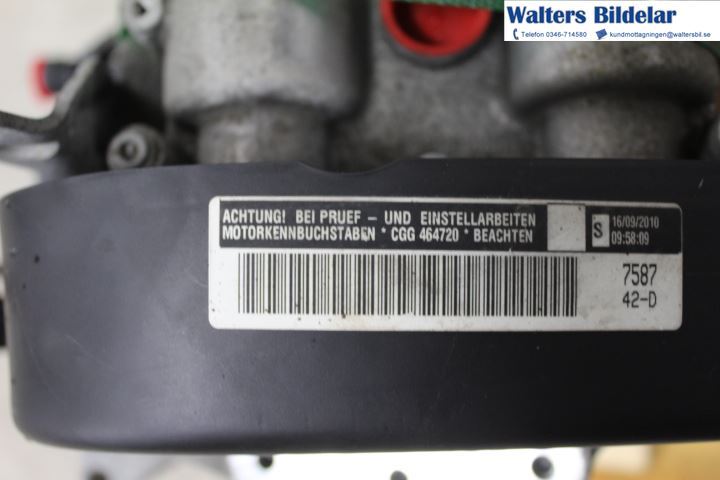 Walters Bildelar
Telefon 0346-714580 kundmottagningen@waltersbil.se
ACHTUNG! BEI PRUEF - UND EINSTELLARBEITEN
MOTORKENNBUCHSTABEN * CGG 464720 * BEACHTEN
S
16/09/2010
09:58:09
7587
42-D